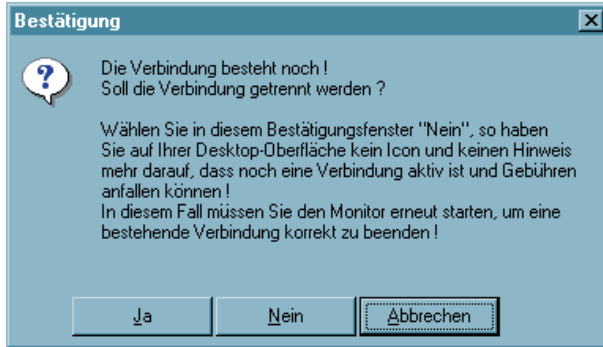 Bestätigung
Die Verbindung besteht noch !
Soll die Verbindung getrennt werden ?
Wählen Sie in diesem Bestätigungsfenster "Nein", so haben
Sie auf Ihrer Desktop-Oberfläche kein Icon und keinen Hinweis
mehr darauf, dass noch eine Verbindung aktiv ist und Gebühren
anfallen können !
In diesem Fall müssen Sie den Monitor erneut starten, um eine
bestehende Verbindung korrekt zu beenden !
Ja Nein Abbrechen